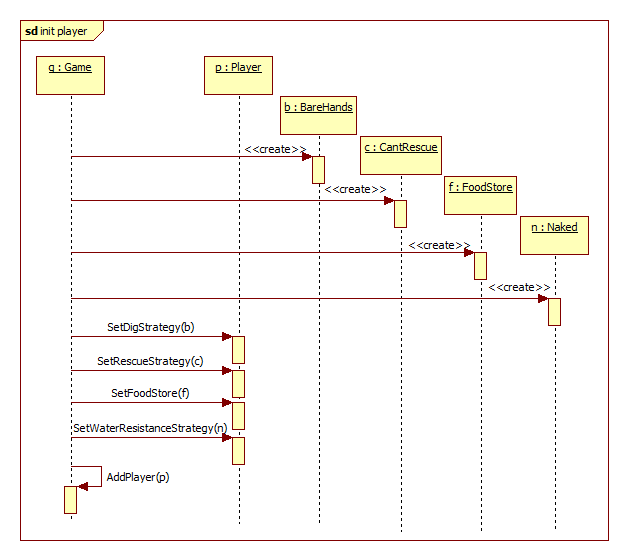 sd init player
g : Game
p : Player
b : BareHands
c : CantRescue
f : FoodStore
n : Naked
<<create>>
<<create>>
<<create>>
<<create>>
SetDigStrategy(b)
SetRescueStrategy(c)
SetFoodStore(f)
SetWaterResistanceStrategy(n)
AddPlayer(p)